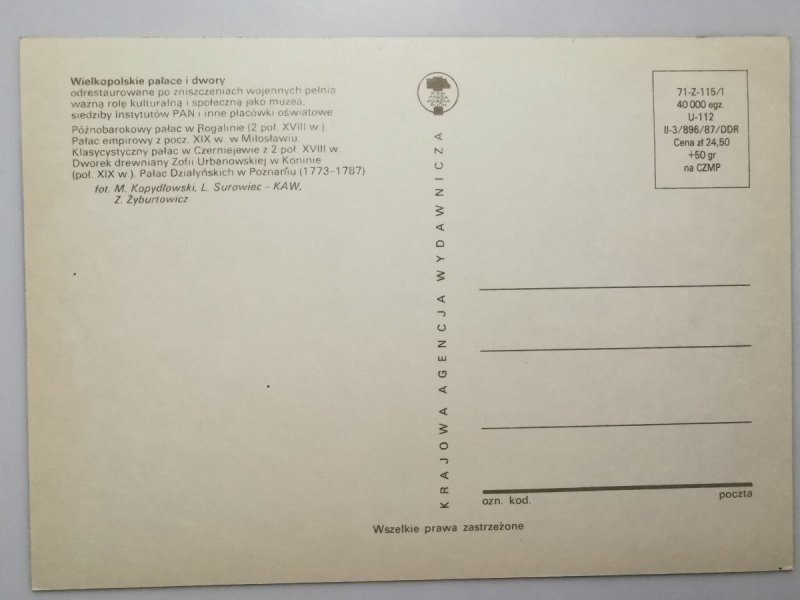 Wielkopolskie pałace i dwory
odrestaurowane po zniszczeniach wojennych pełnią
ważną rolę kulturalną i społeczną jako muzea,
siedziby Instytutów PAN i inne placówki oświatowe
Późnobarokowy pałac w Rogalinie (2 poł. XVIII w.)
Pałac empirowy z pocz. XIX w. w Miłosławiu.
Klasycystyczny pałac w Czerniejewie z 2 poł. XVIII w.
Dworek drewniany Zofii Urbanowskiej w Koninie
(poł. XIX w.). Pałac Działyńskich w Poznaniu (1773-1787)
fot. M. Kopydłowski, L. Surowiec - KAW,
Z. Żyburtowicz
KRAJOWA AGENCJA WYDAWNICZA
71-Z-115/I
40 000 egz.
U-112
II-3/896/87/DDR
Cena zł 24,50
+50 gr
na CZMP
ozn. kod. poczta
Wszelkie prawa zastrzeżone